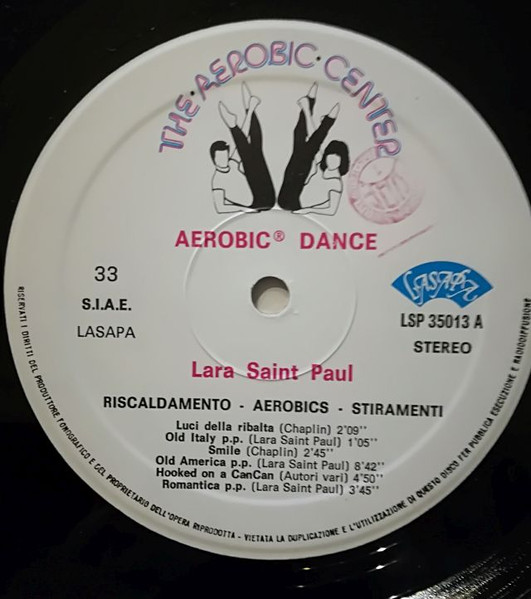 THE · AEROBIC · CENTER
AEROBIC® DANCE
33
S.I.A.E.
LASAPA
LASAPA
LSP 35013 A
STEREO
Lara Saint Paul
RISCALDAMENTO - AEROBICS - STIRAMENTI
Luci della ribalta (Chaplin) 2'09''
Old Italy p.p. (Lara Saint Paul) 1'05''
Smile (Chaplin) 2'45''
Old America p.p. (Lara Saint Paul) 8'42''
Hooked on a CanCan (Autori vari) 4'50''
Romantica p.p. (Lara Saint Paul) 3'45''
RISERVATI I DIRITTI DEL PRODUTTORE FONOGRAFICO E DEL PROPRIETARIO DELL'OPERA RIPRODOTTA - VIETATA LA DUPLICAZIONE E L'UTILIZZAZIONE DI QUESTO DISCO PER PUBBLICA ESECUZIONE E RADIODIFFUSIONE